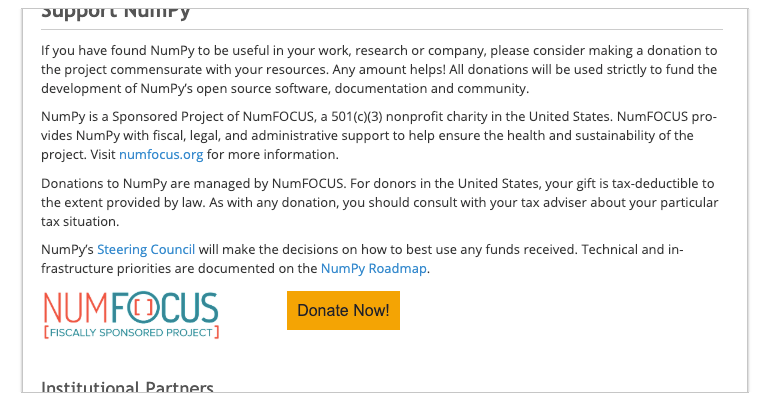 Support NumPy
If you have found NumPy to be useful in your work, research or company, please consider making a donation to
the project commensurate with your resources. Any amount helps! All donations will be used strictly to fund the
development of NumPy’s open source software, documentation and community.
NumPy is a Sponsored Project of NumFOCUS, a 501(c)(3) nonprofit charity in the United States. NumFOCUS pro-
vides NumPy with fiscal, legal, and administrative support to help ensure the health and sustainability of the
project. Visit numfocus.org for more information.
Donations to NumPy are managed by NumFOCUS. For donors in the United States, your gift is tax-deductible to
the extent provided by law. As with any donation, you should consult with your tax adviser about your particular
tax situation.
NumPy’s Steering Council will make the decisions on how to best use any funds received. Technical and in-
frastructure priorities are documented on the NumPy Roadmap.
NUMFOCUS
[FISCALLY SPONSORED PROJECT]
Donate Now!
Institutional Partners